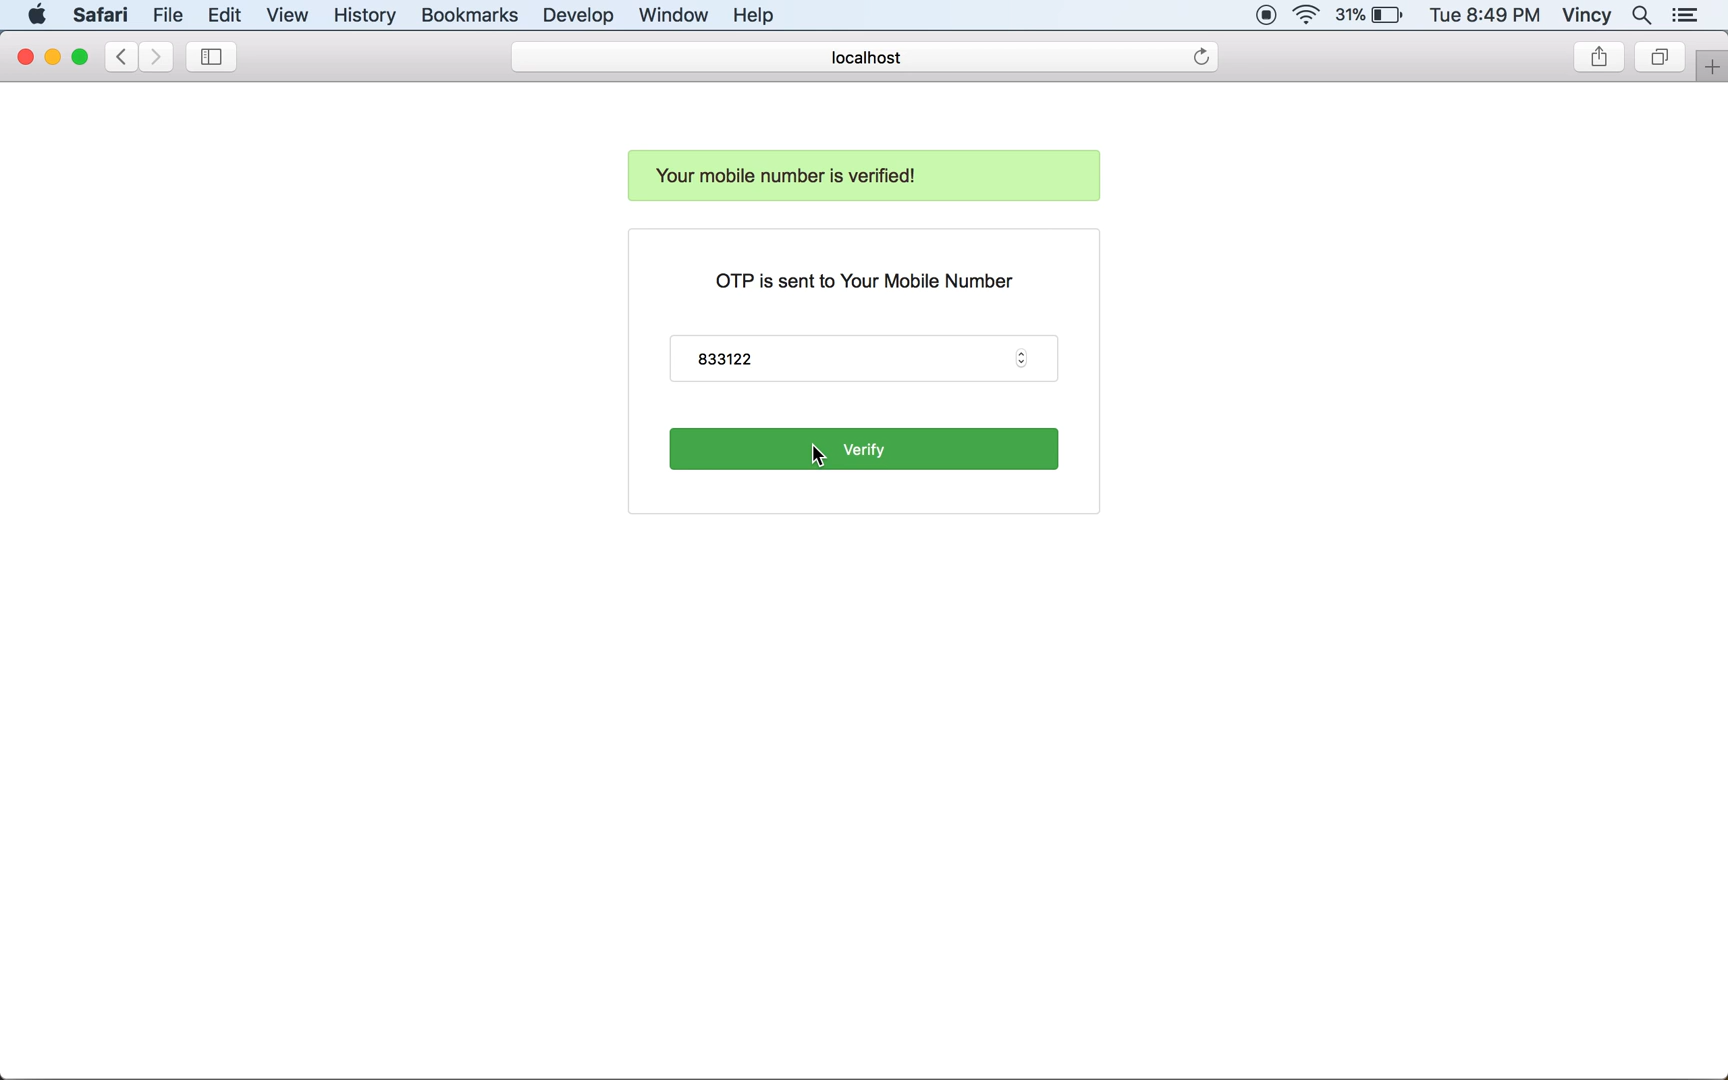 Safari File Edit View History Bookmarks Develop Window Help 31% Tue 8:49 PM Vincy
localhost
Your mobile number is verified!
OTP is sent to Your Mobile Number
833122
Verify